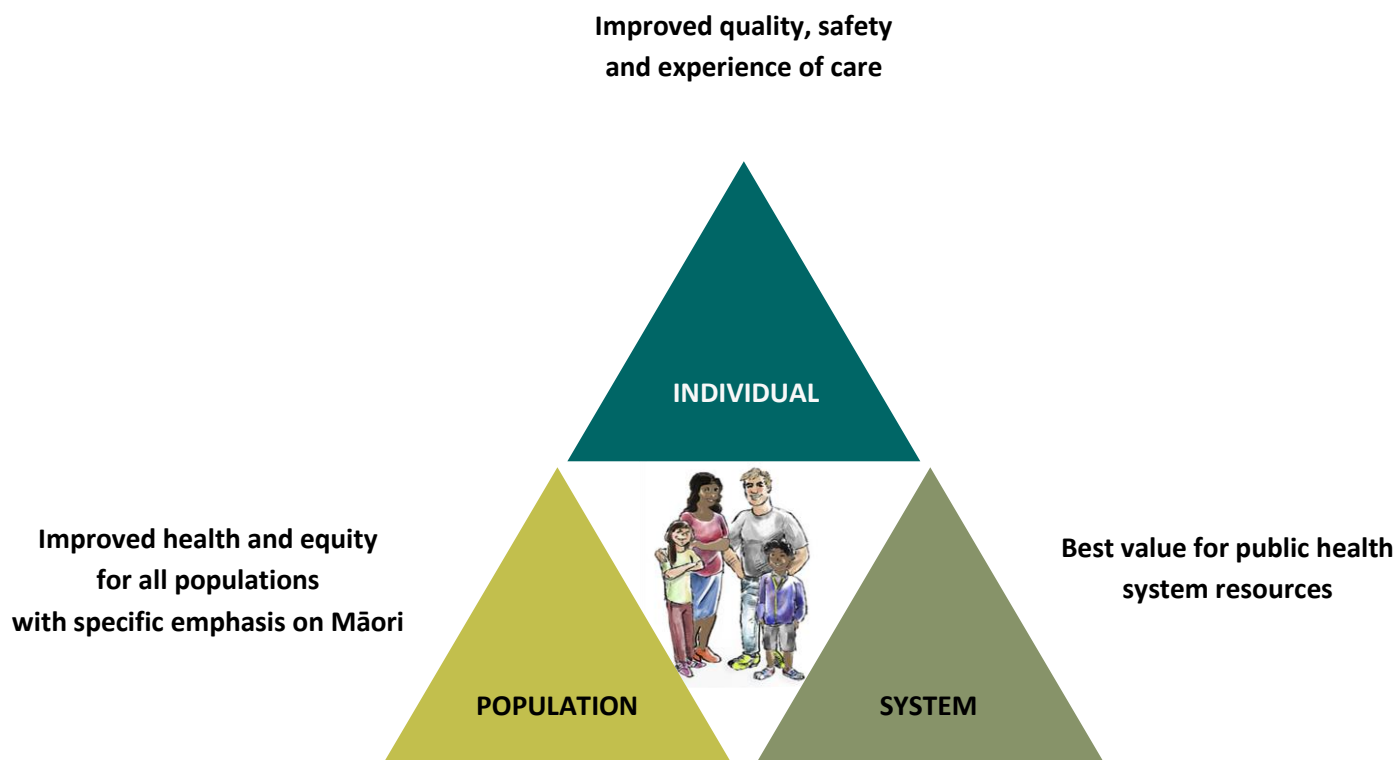 Improved quality, safety
and experience of care
INDIVIDUAL
Improved health and equity
for all populations
with specific emphasis on Māori
Best value for public health
system resources
POPULATION
SYSTEM